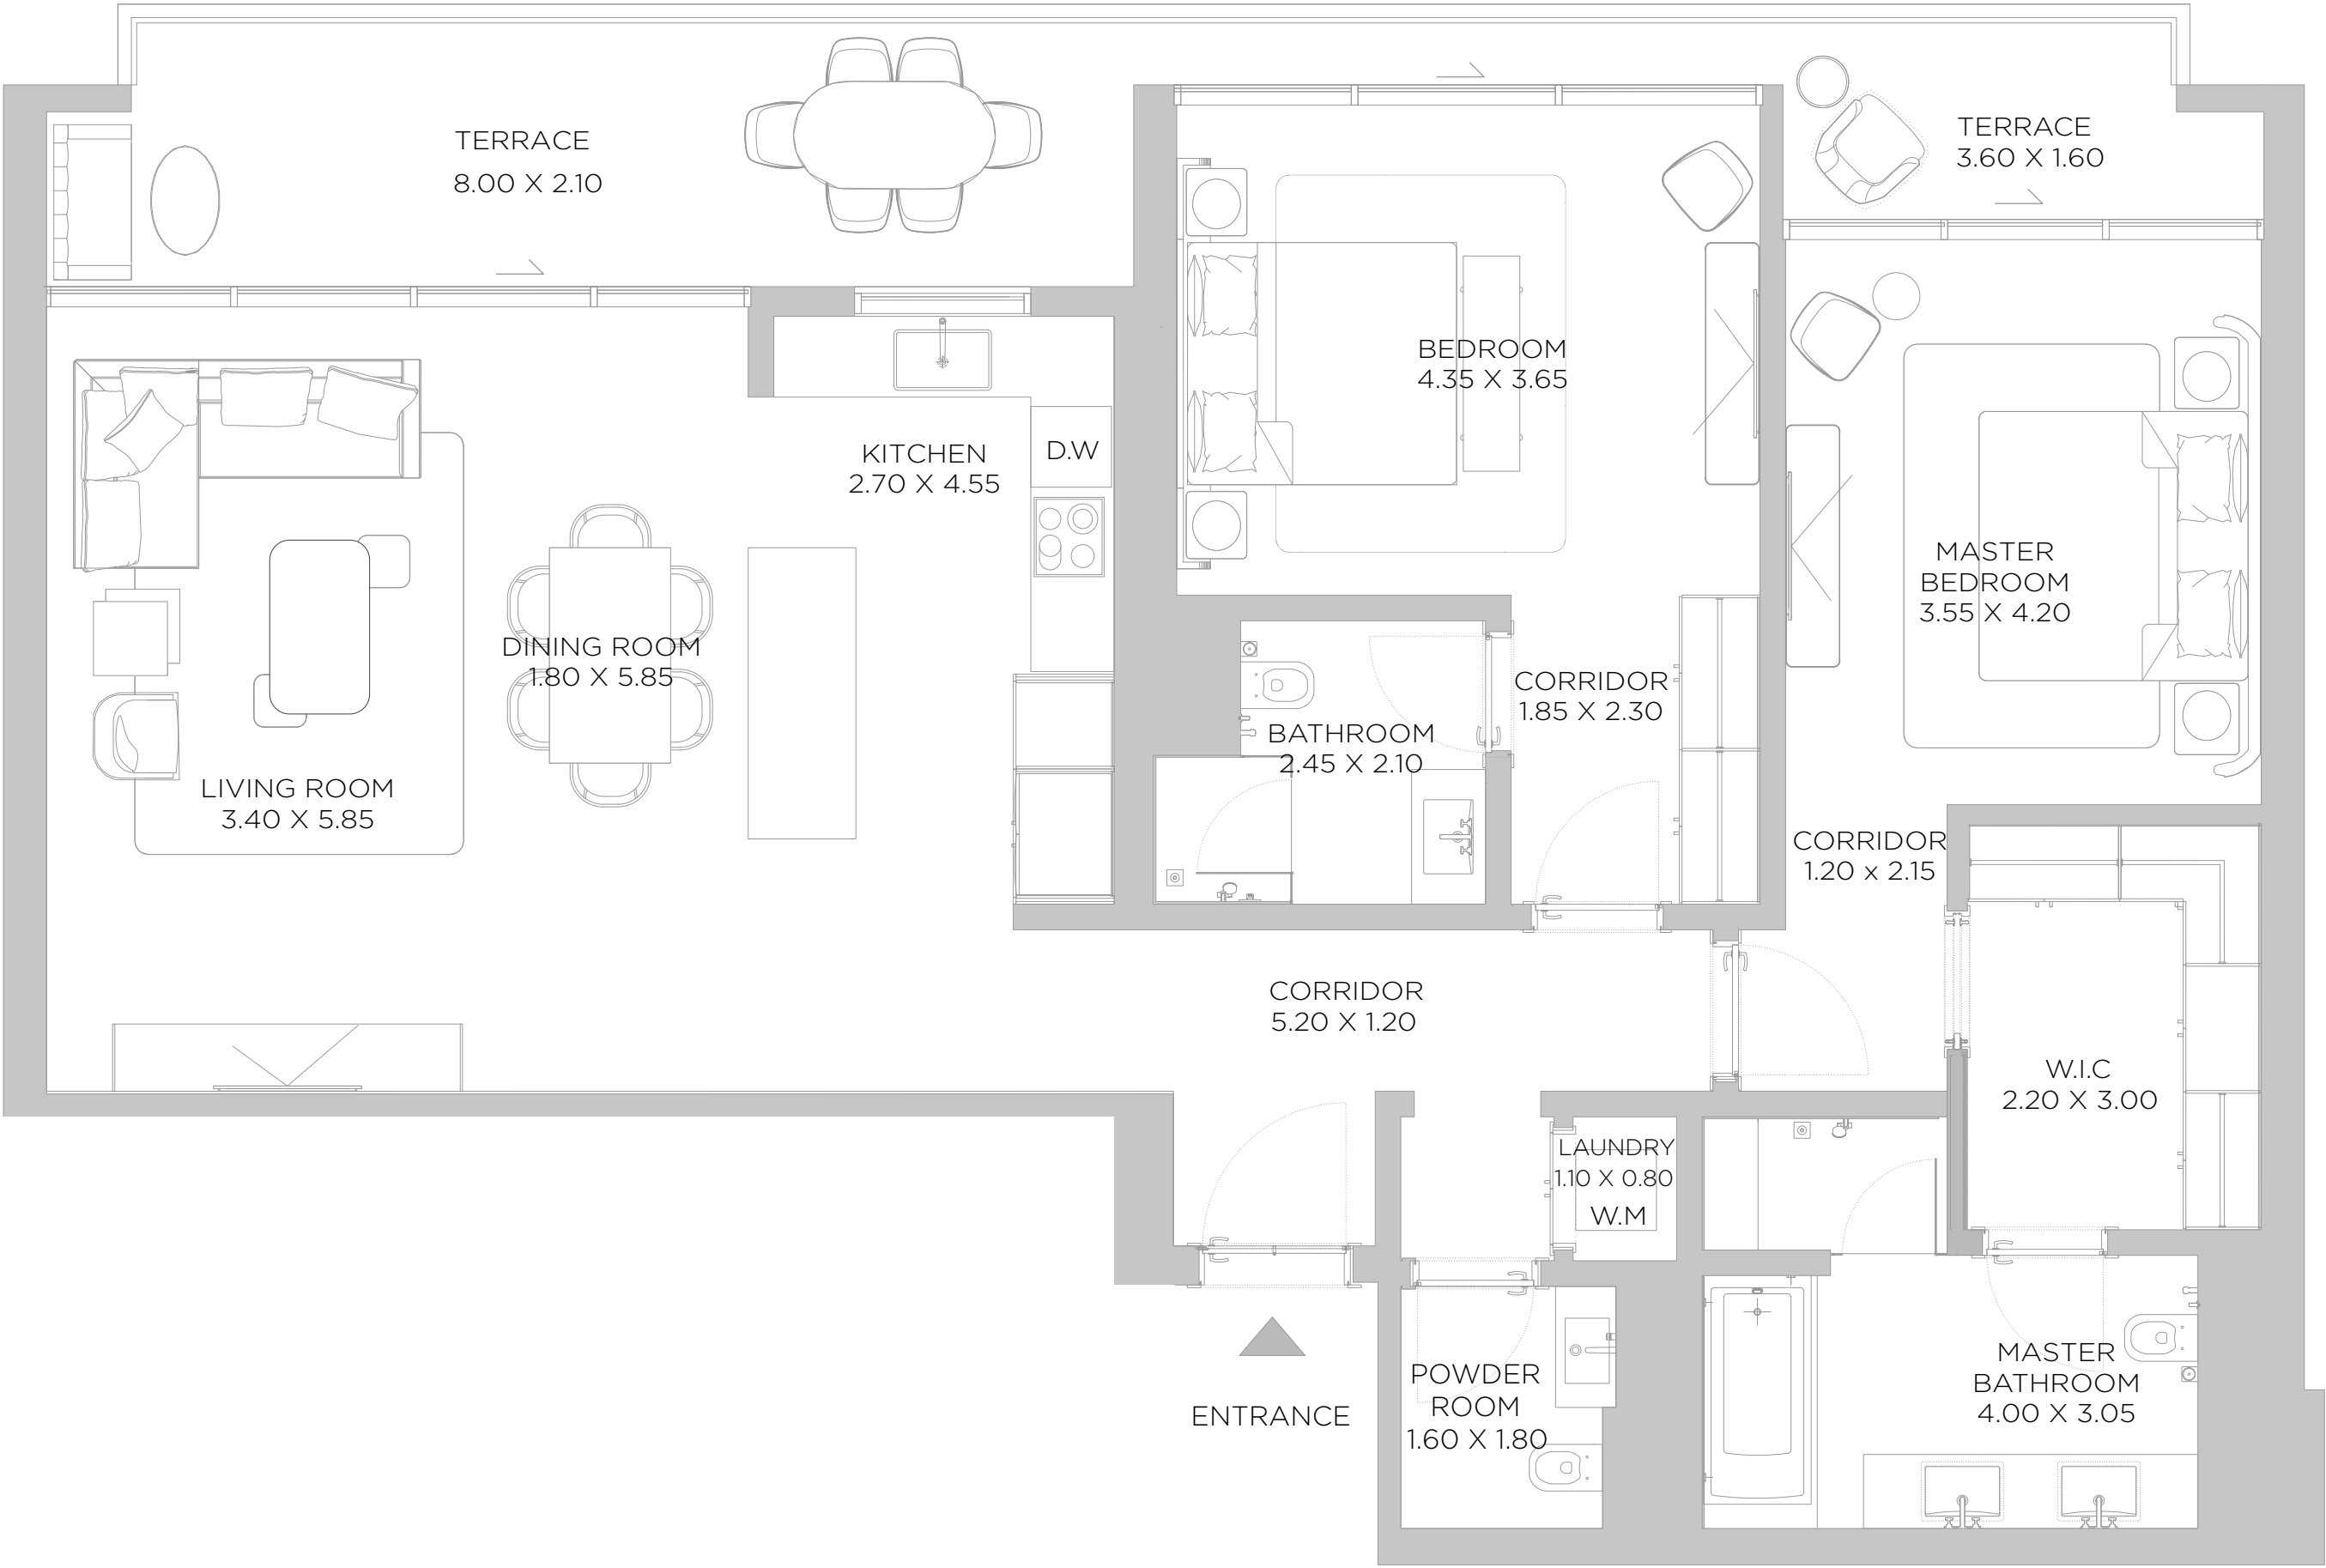 TERRACE
8.00 X 2.10
TERRACE
3.60 X 1.60
BEDROOM
4.35 X 3.65
KITCHEN
2.70 X 4.55
D.W
MASTER
BEDROOM
3.55 X 4.20
DINING ROOM
1.80 X 5.85
CORRIDOR
1.85 X 2.30
BATHROOM
2.45 X 2.10
LIVING ROOM
3.40 X 5.85
CORRIDOR
1.20 x 2.15
CORRIDOR
5.20 X 1.20
W.I.C
2.20 X 3.00
LAUNDRY
1.10 X 0.80
W.M
MASTER
BATHROOM
4.00 X 3.05
POWDER
ROOM
1.60 X 1.80
ENTRANCE